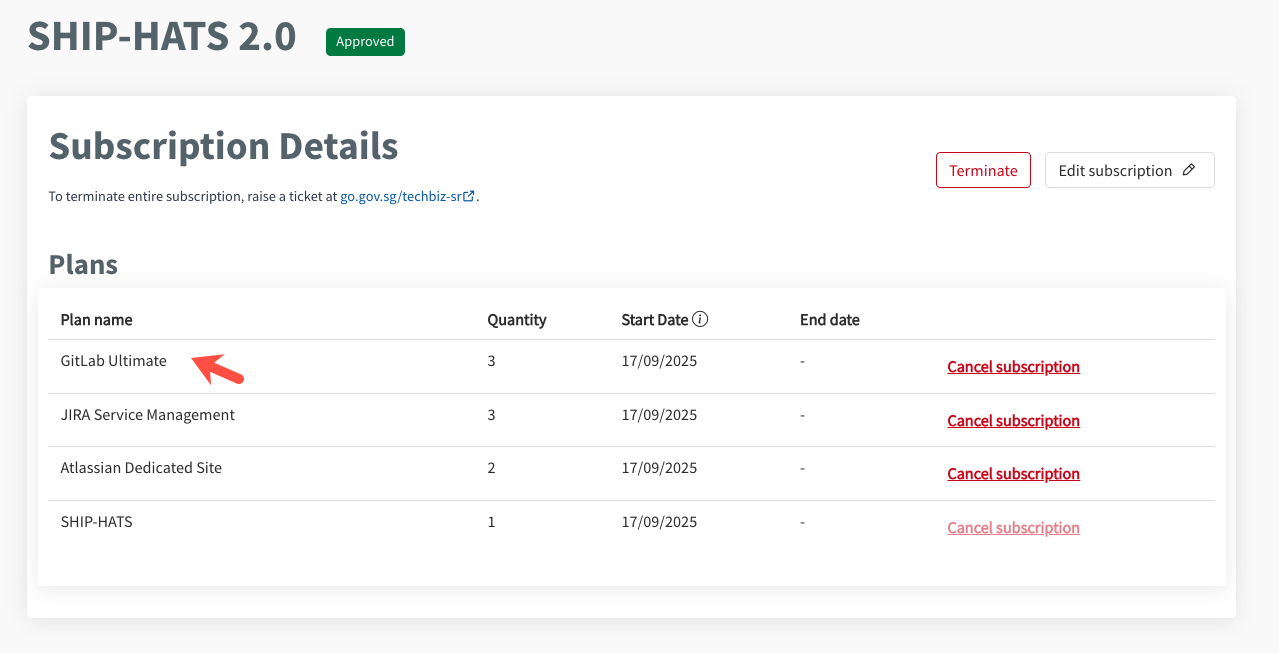 SHIP-HATS 2.0 Approved
Subscription Details
Terminate Edit subscription
To terminate entire subscription, raise a ticket at go.gov.sg/techbiz-sr.
Plans
Plan name Quantity Start Date End date
GitLab Ultimate 3 17/09/2025 - Cancel subscription
JIRA Service Management 3 17/09/2025 - Cancel subscription
Atlassian Dedicated Site 2 17/09/2025 - Cancel subscription
SHIP-HATS 1 17/09/2025 - Cancel subscription